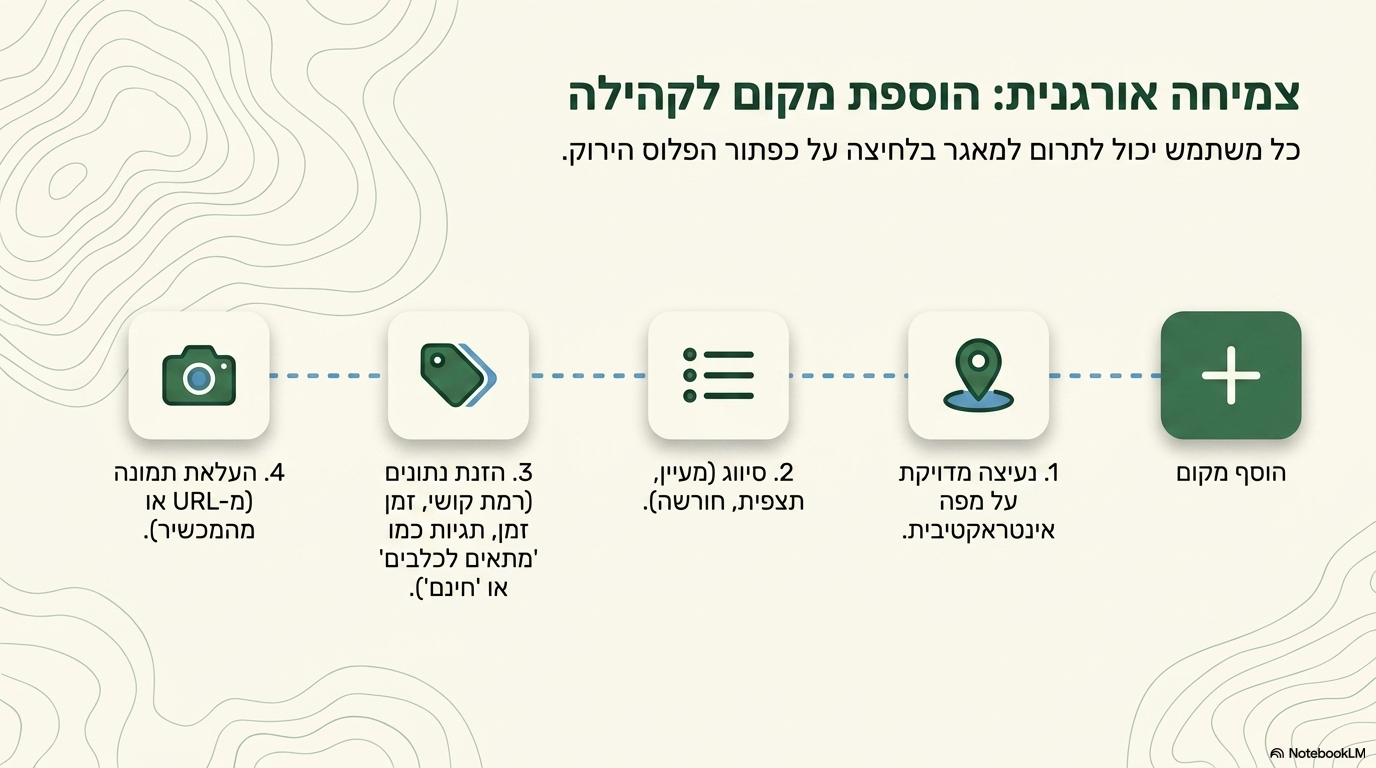 צמיחה אורגנית: הוספת מקום לקהילה
כל משתמש יכול לתרום למאגר בלחיצה על כפתור הפלוס הירוק.
הוסף מקום
1. נעיצה מדויקת
על מפה
אינטראקטיבית.
2. סיווג (מעיין,
תצפית, חורשה).
3. הזנת נתונים
(רמת קושי, זמן
זמן, תגיות כמו
'מתאים לכלבים'
או 'חינם').
4. העלאת תמונה
(מ-URL או
מהמכשיר).
NotebookLM